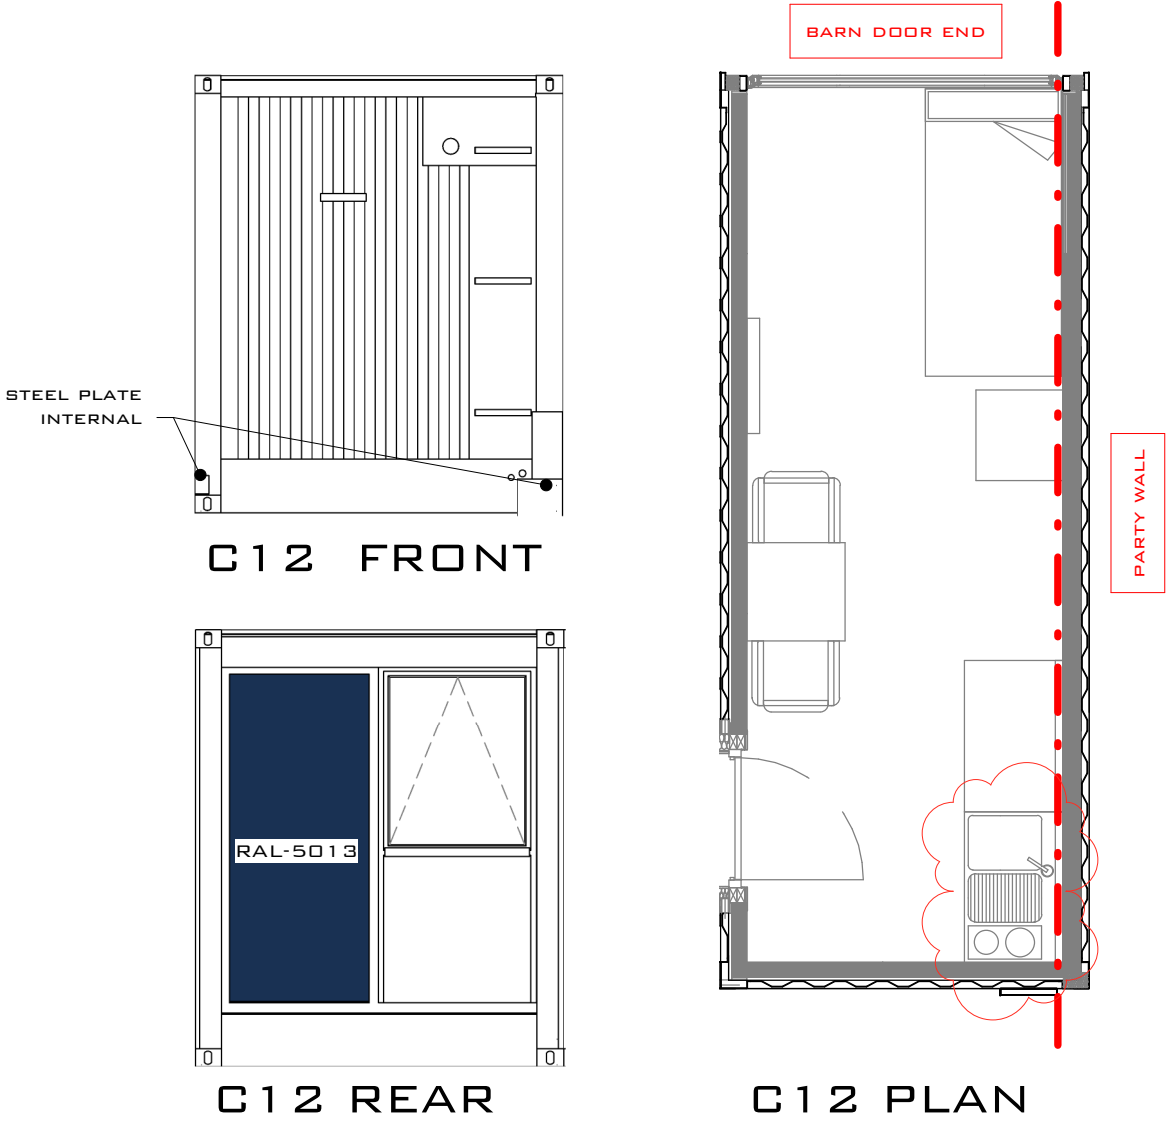 BARN DOOR END
STEEL PLATE
INTERNAL
PARTY WALL
C12 FRONT
RAL-5013
C12 REAR
C12 PLAN